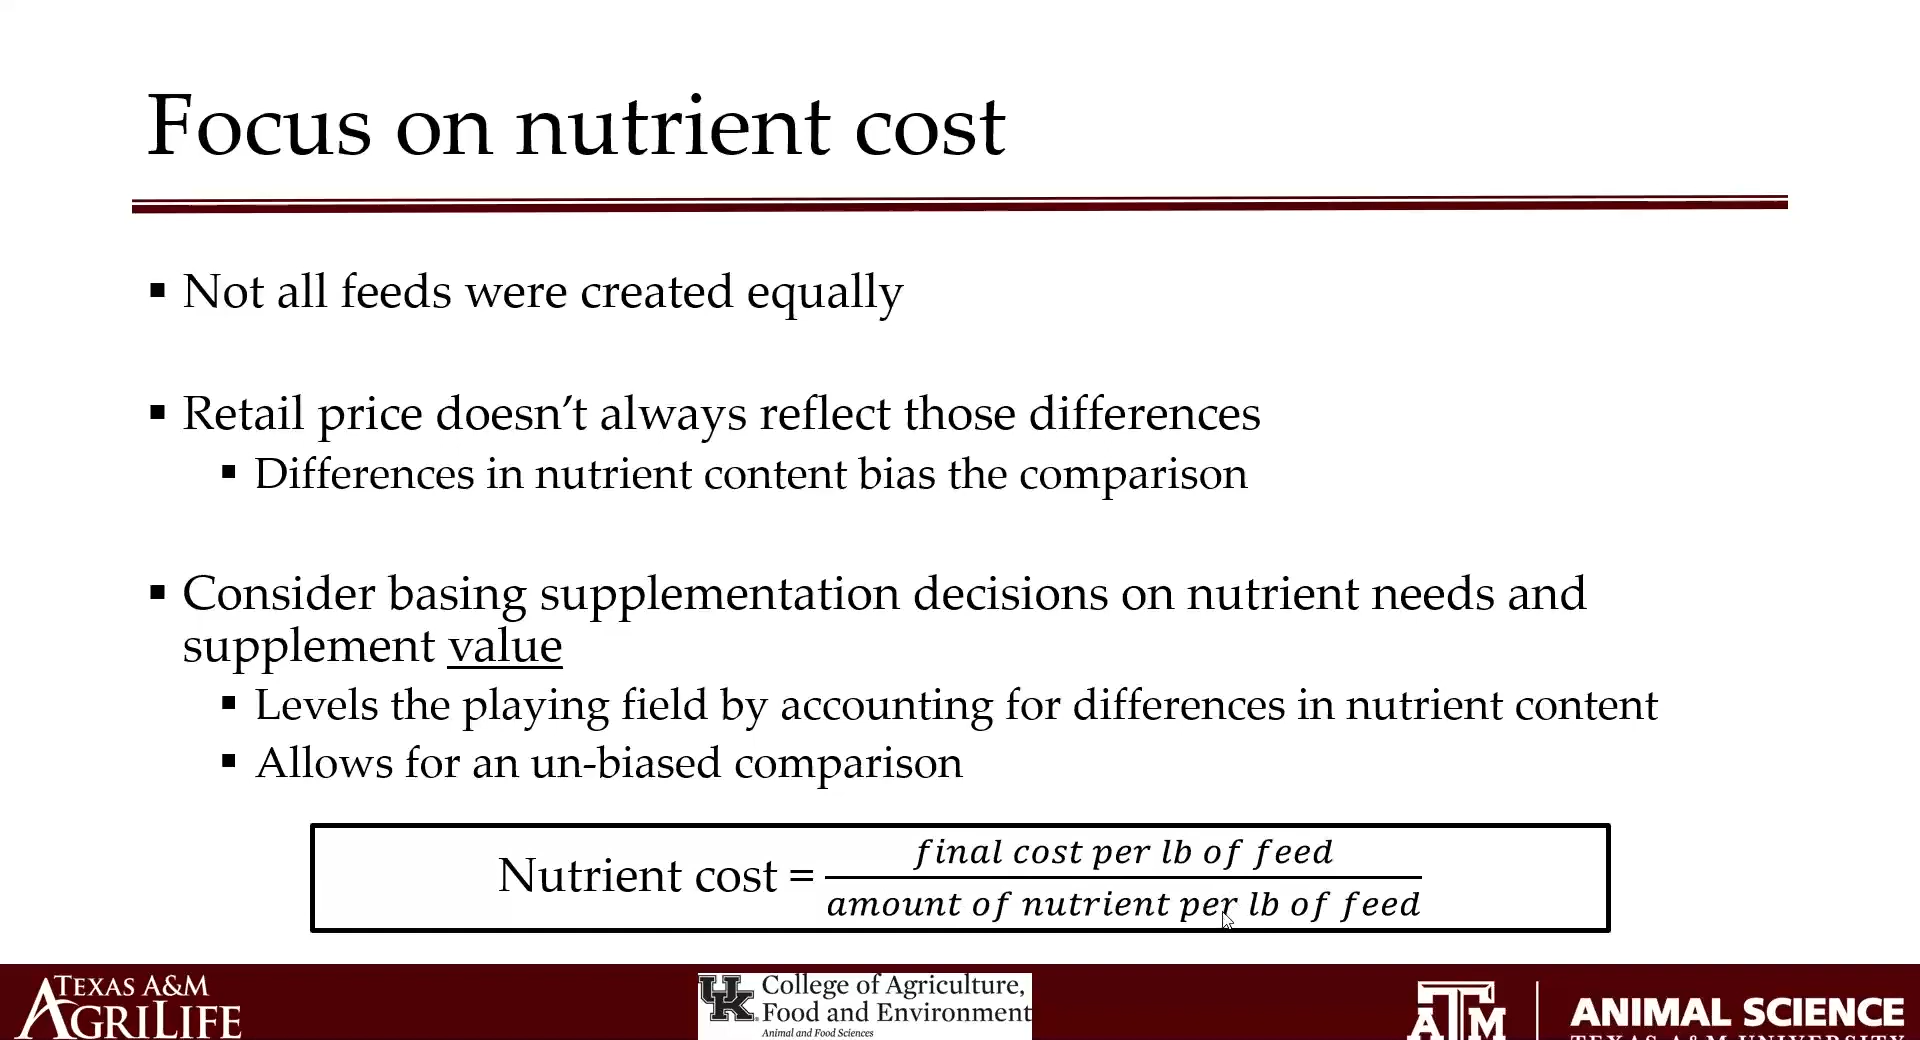 Focus on nutrient cost
▪ Not all feeds were created equally
▪ Retail price doesn’t always reflect those differences
▪ Differences in nutrient content bias the comparison
▪ Consider basing supplementation decisions on nutrient needs and
supplement value
▪ Levels the playing field by accounting for differences in nutrient content
▪ Allows for an un-biased comparison
final cost per lb of feed
Nutrient cost =
amount of nutrient per lb of feed
TEXAS A&M
AGRILIFE
UK
College of Agriculture,
Food and Environment
Animal and Food Sciences
ATM
ANIMAL SCIENCE
TEXAS A&M UNIVERSITY